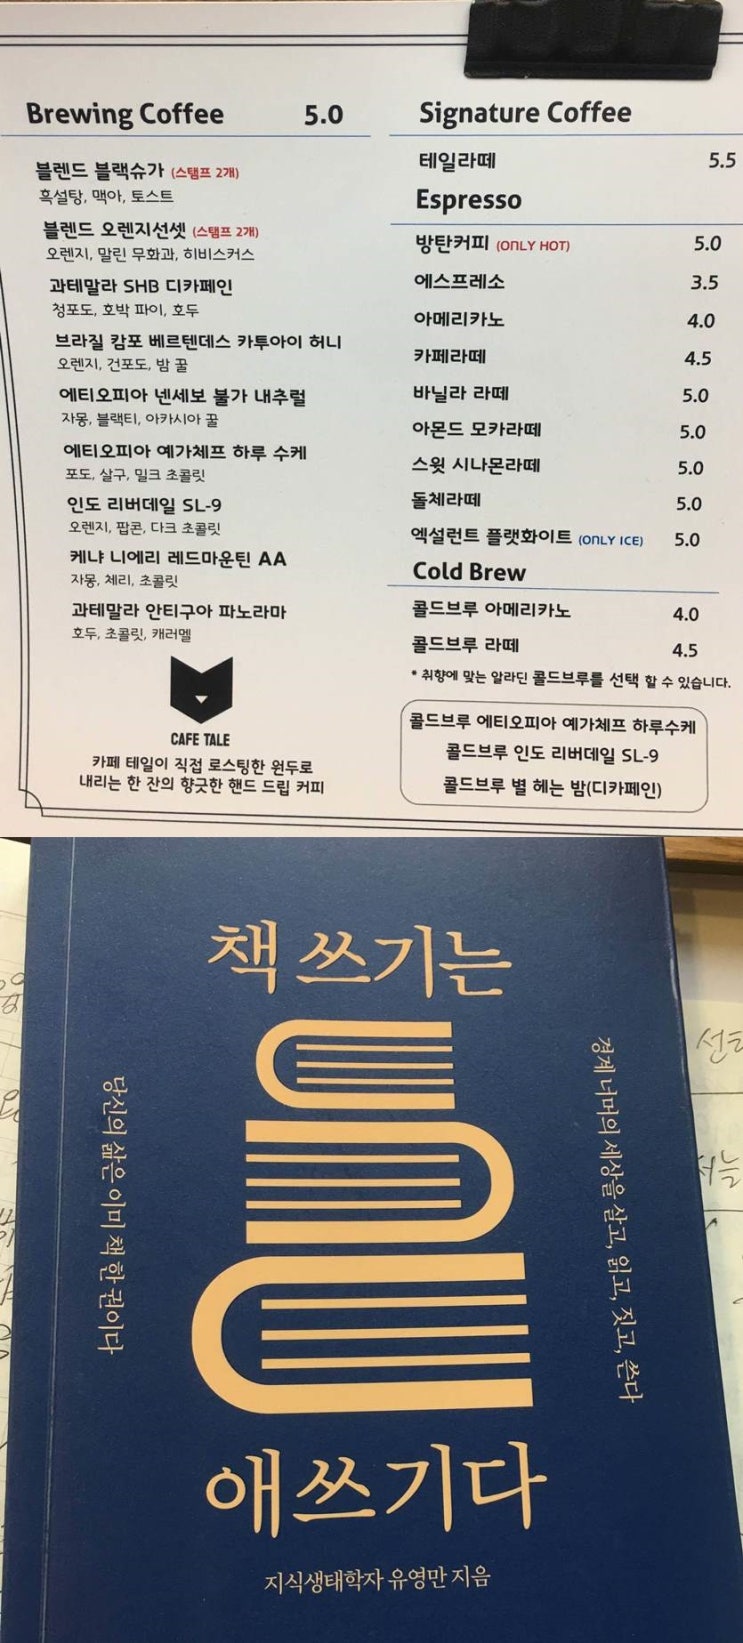 Brewing Coffee 5.0
블렌드 블랙슈가 (스탬프 2개)
흑설탕, 맥아, 토스트
블렌드 오렌지선셋 (스탬프 2개)
오렌지, 말린 무화과, 히비스커스
과테말라 SHB 디카페인
청포도, 호박 파이, 호두
브라질 캄포 베르텐데스 카투아이 허니
오렌지, 건포도, 밤 꿀
에티오피아 넨세보 불가 내추럴
자몽, 블랙티, 아카시아 꿀
에티오피아 예가체프 하루 수케
포도, 살구, 밀크 초콜릿
인도 리버데일 SL-9
오렌지, 팝콘, 다크 초콜릿
케냐 니에리 레드마운틴 AA
자몽, 체리, 초콜릿
과테말라 안티구아 파노라마
호두, 초콜릿, 캐러멜
CAFE TALE
카페 테일이 직접 로스팅한 원두로
내리는 한 잔의 향긋한 핸드 드립 커피
Signature Coffee
테일라떼 5.5
Espresso
방탄커피 (ONLY HOT) 5.0
에스프레소 3.5
아메리카노 4.0
카페라떼 4.5
바닐라 라떼 5.0
아몬드 모카라떼 5.0
스윗 시나몬라떼 5.0
돌체라떼 5.0
엑설런트 플랫화이트 (ONLY ICE) 5.0
Cold Brew
콜드브루 아메리카노 4.0
콜드브루 라떼 4.5
* 취향에 맞는 알라딘 콜드브루를 선택 할 수 있습니다.
콜드브루 에티오피아 예가체프 하루수케
콜드브루 인도 리버데일 SL-9
콜드브루 별 헤는 밤(디카페인)
책 쓰기는
경계 너머의 세상을 살고, 읽고, 짓고, 쓴다
당신의 삶은 이미 책 한 권이다
애쓰기다
지식생태학자 유영만 지음